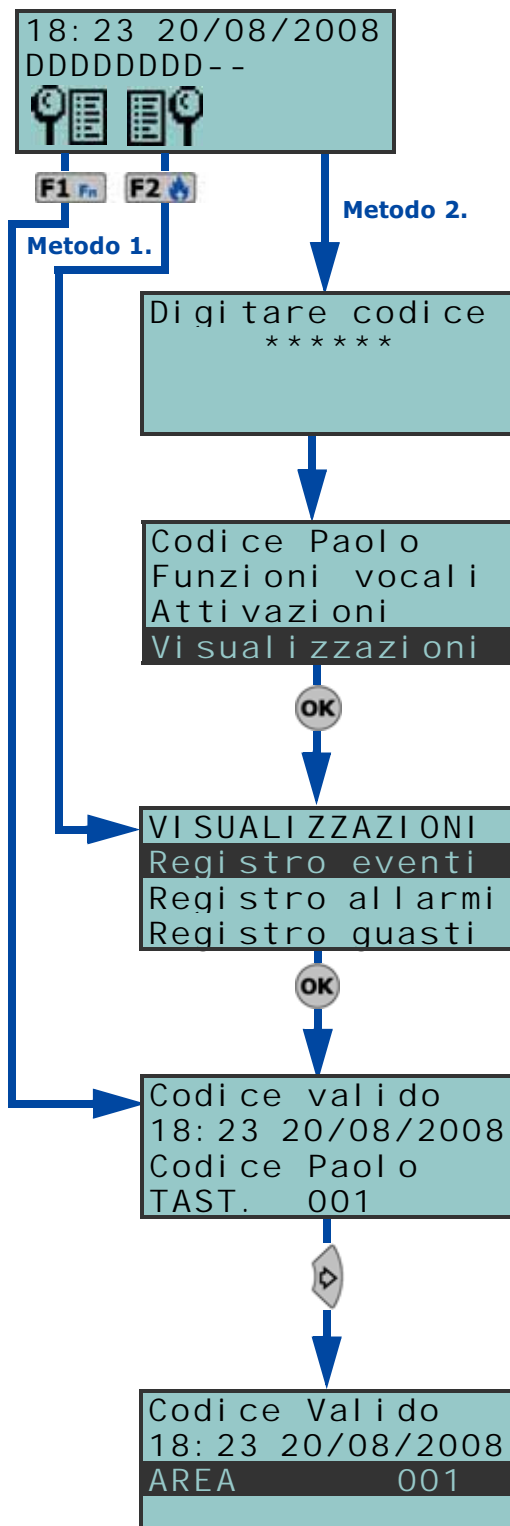 18:23 20/08/2008
DDDDDDDD--
F1 Fn F2
Metodo 1.
Metodo 2.
Digitare codice
******
Codice Paolo
Funzioni vocali
Attivazioni
Visualizzazioni
OK
VISUALIZZAZIONI
Registro eventi
Registro allarmi
Registro guasti
OK
Codice valido
18:23 20/08/2008
Codice Paolo
TAST. 001
Codice Valido
18:23 20/08/2008
AREA 001